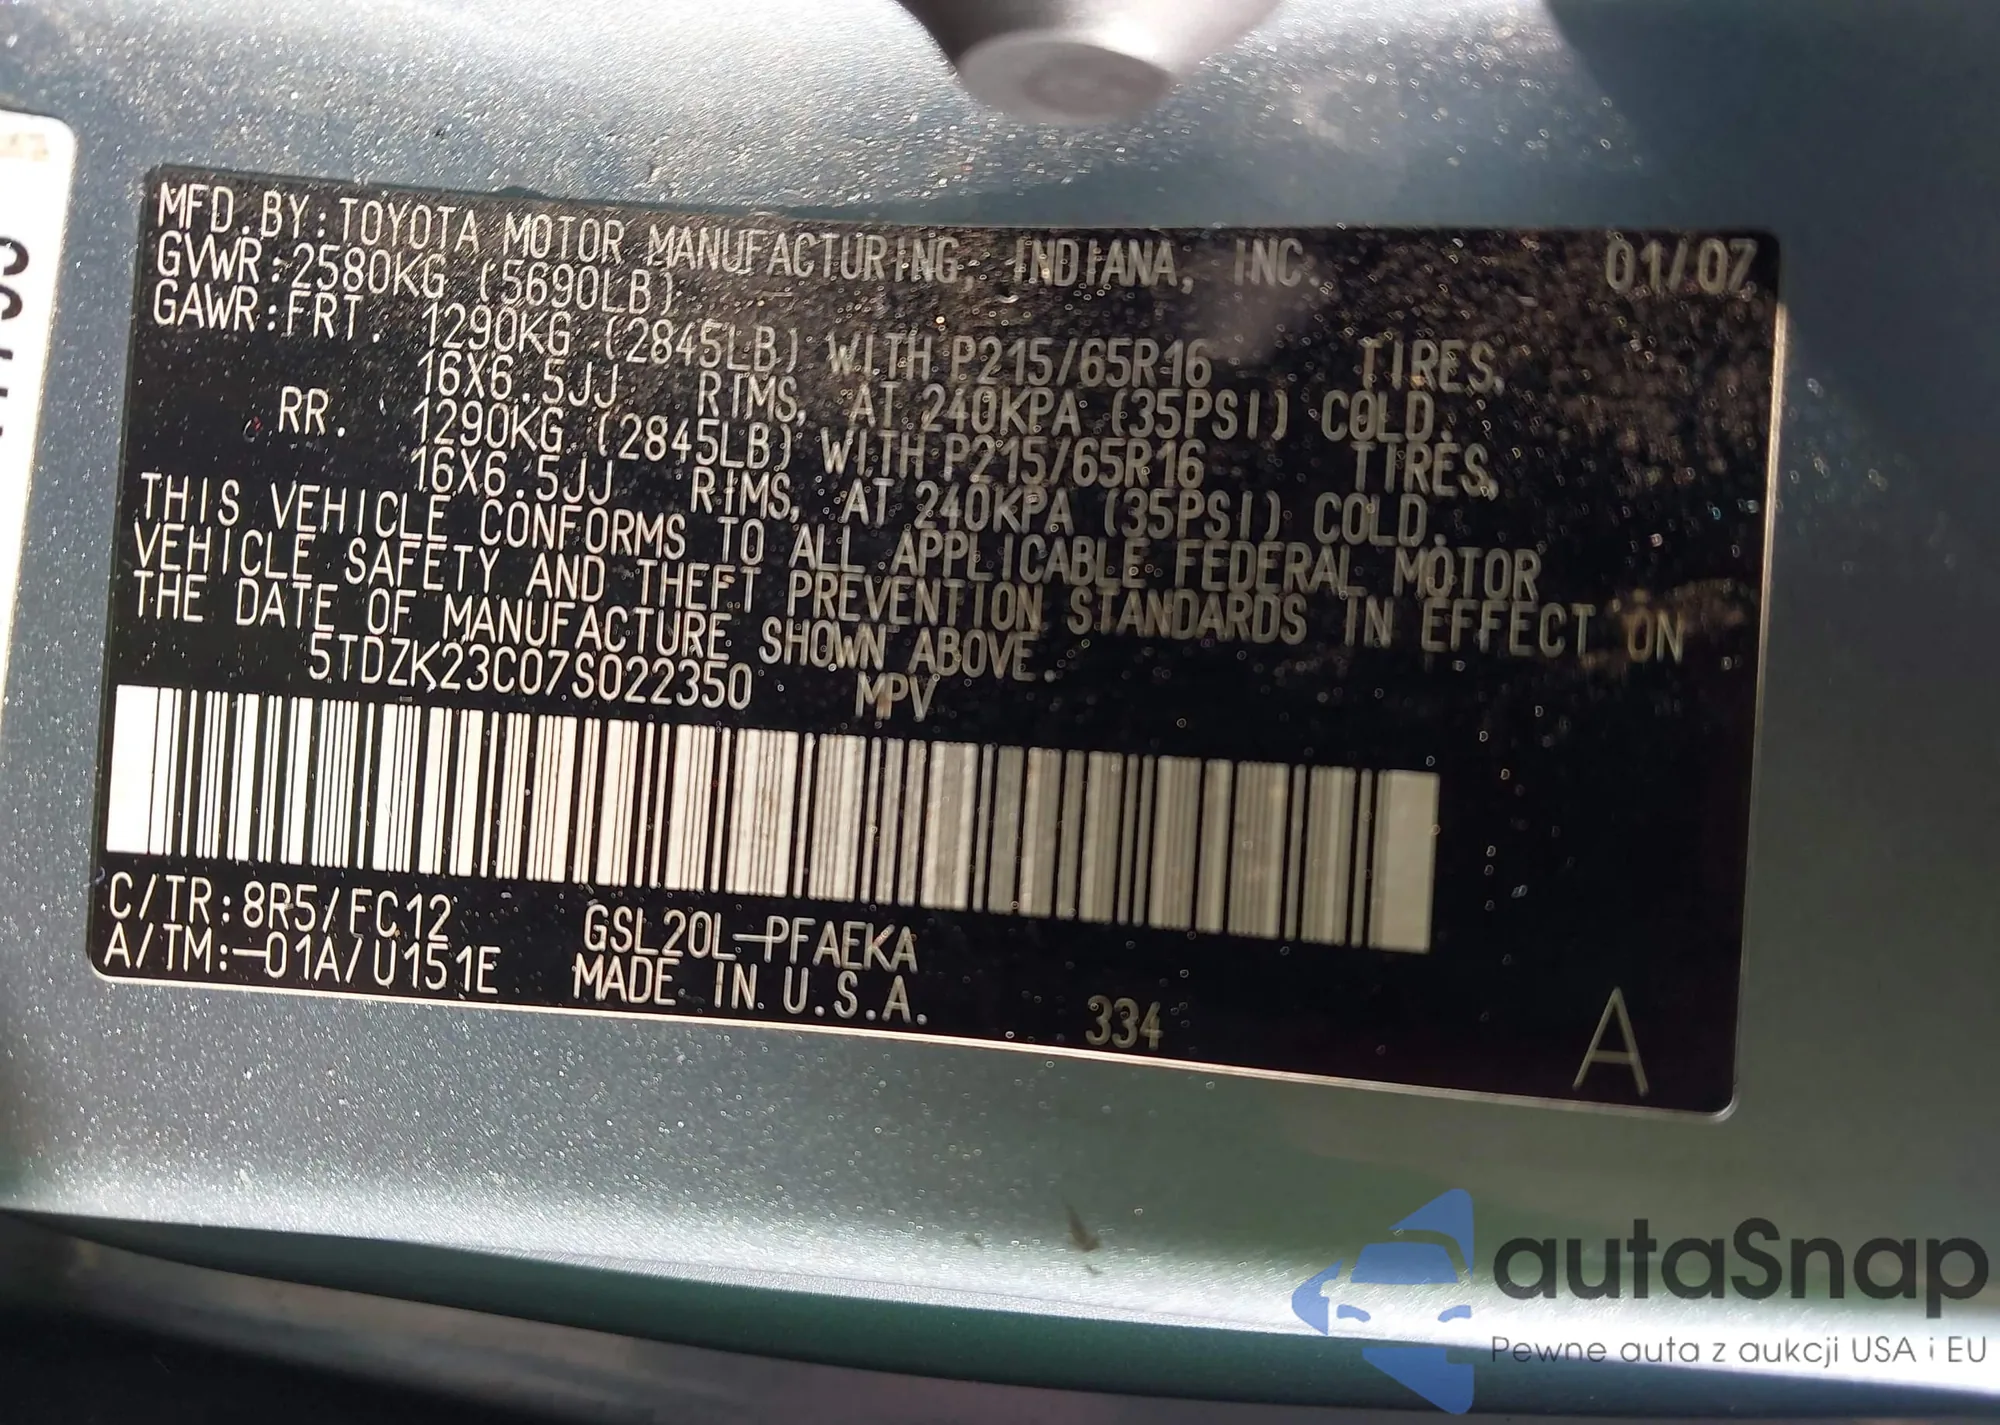 MFD.BY:TOYOTA MOTOR MANUFACTURING, INDIANA, INC. 01/07
GVWR:2580KG (5690LB)
GAWR:FRT. 1290KG (2845LB) WITH P215/65R16 TIRES,
16X6.5JJ RIMS, AT 240KPA (35PSI) COLD.
RR. 1290KG (2845LB) WITH P215/65R16 TIRES,
16X6.5JJ RIMS, AT 240KPA (35PSI) COLD.
THIS VEHICLE CONFORMS TO ALL APPLICABLE FEDERAL MOTOR
VEHICLE SAFETY AND THEFT PREVENTION STANDARDS IN EFFECT ON
THE DATE OF MANUFACTURE SHOWN ABOVE.
5TDZK23C07S022350 MPV
C/TR:8R5/FC12 GSL20L-PFAEKA
A/TM:-01A/U151E MADE IN U.S.A.
334
A
autaSnap
Pewne auta z aukcji USA i EU